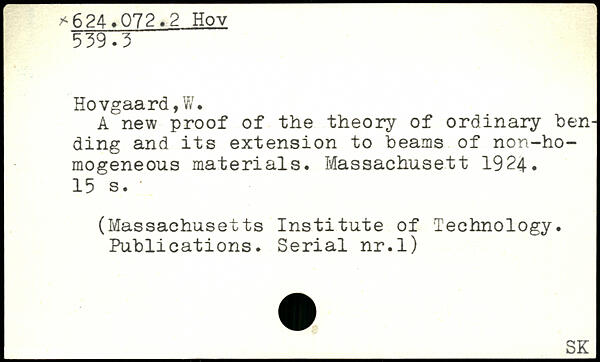 ×624.072.2 Hov
539.3
Hovgaard,W.
A new proof of the theory of ordinary ben-
ding and its extension to beams of non-ho-
mogeneous materials. Massachusett 1924.
15 s.
(Massachusetts Institute of Technology.
Publications. Serial nr.1)
SK